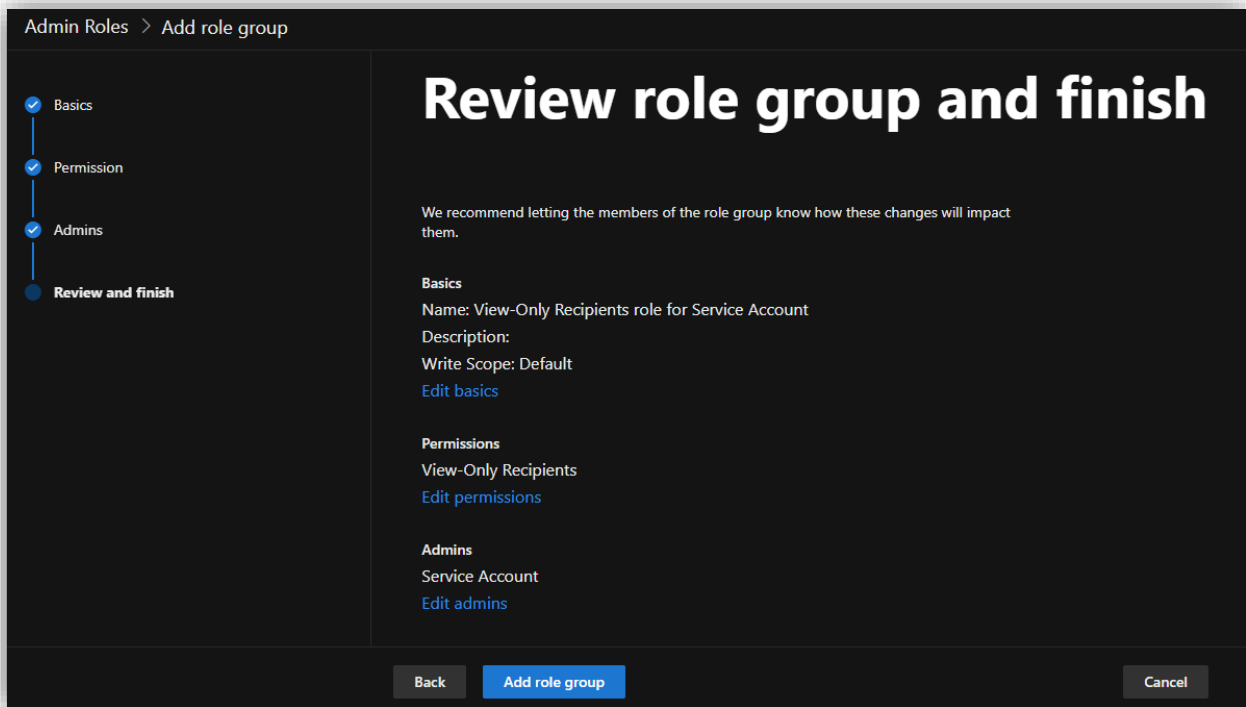 Admin Roles > Add role group
Basics
Permission
Admins
Review and finish
Review role group and finish
We recommend letting the members of the role group know how these changes will impact
them.
Basics
Name: View-Only Recipients role for Service Account
Description:
Write Scope: Default
Edit basics
Permissions
View-Only Recipients
Edit permissions
Admins
Service Account
Edit admins
Back Add role group Cancel